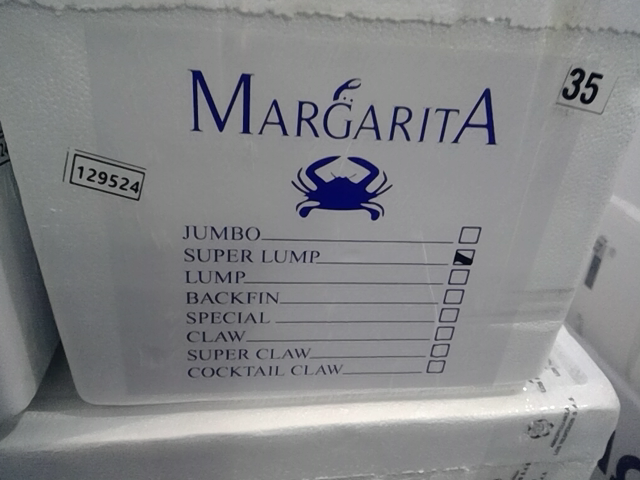 MARGARITA
35
129524
JUMBO
SUPER LUMP
LUMP
BACKFIN
SPECIAL
CLAW
SUPER CLAW
COCKTAIL CLAW